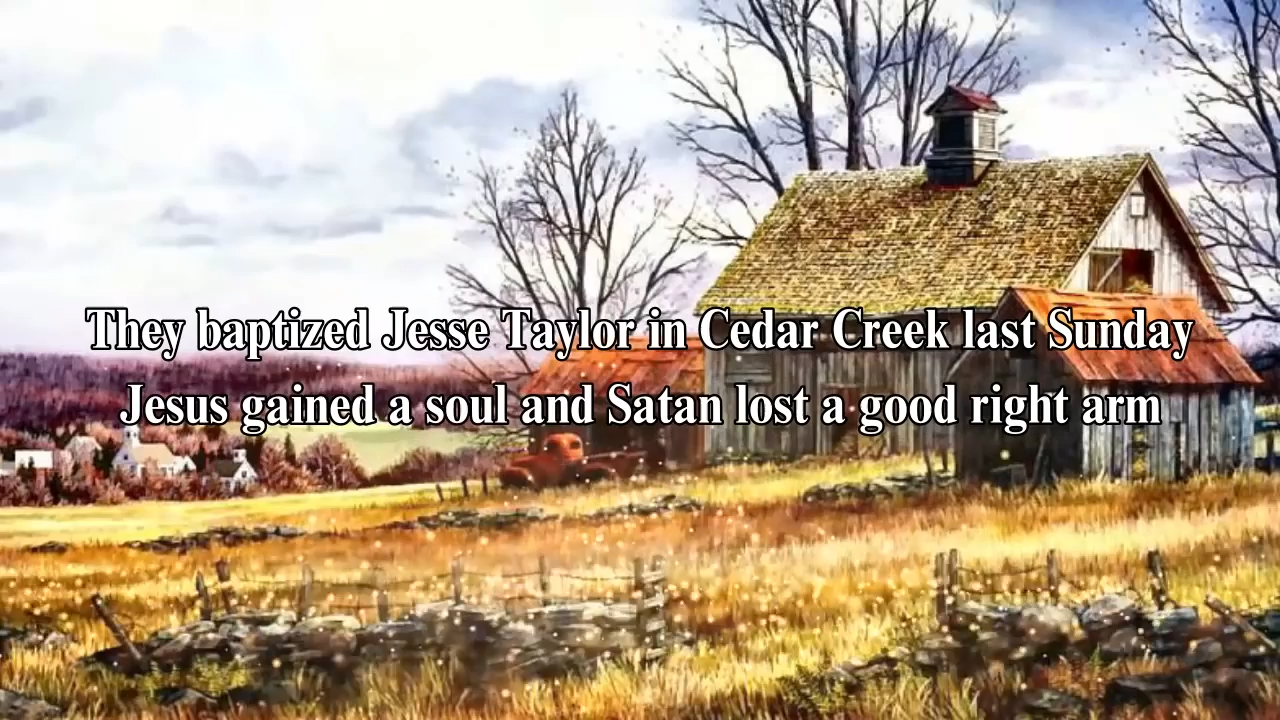 They baptized Jesse Taylor in Cedar Creek last Sunday
Jesus gained a soul and Satan lost a good right arm